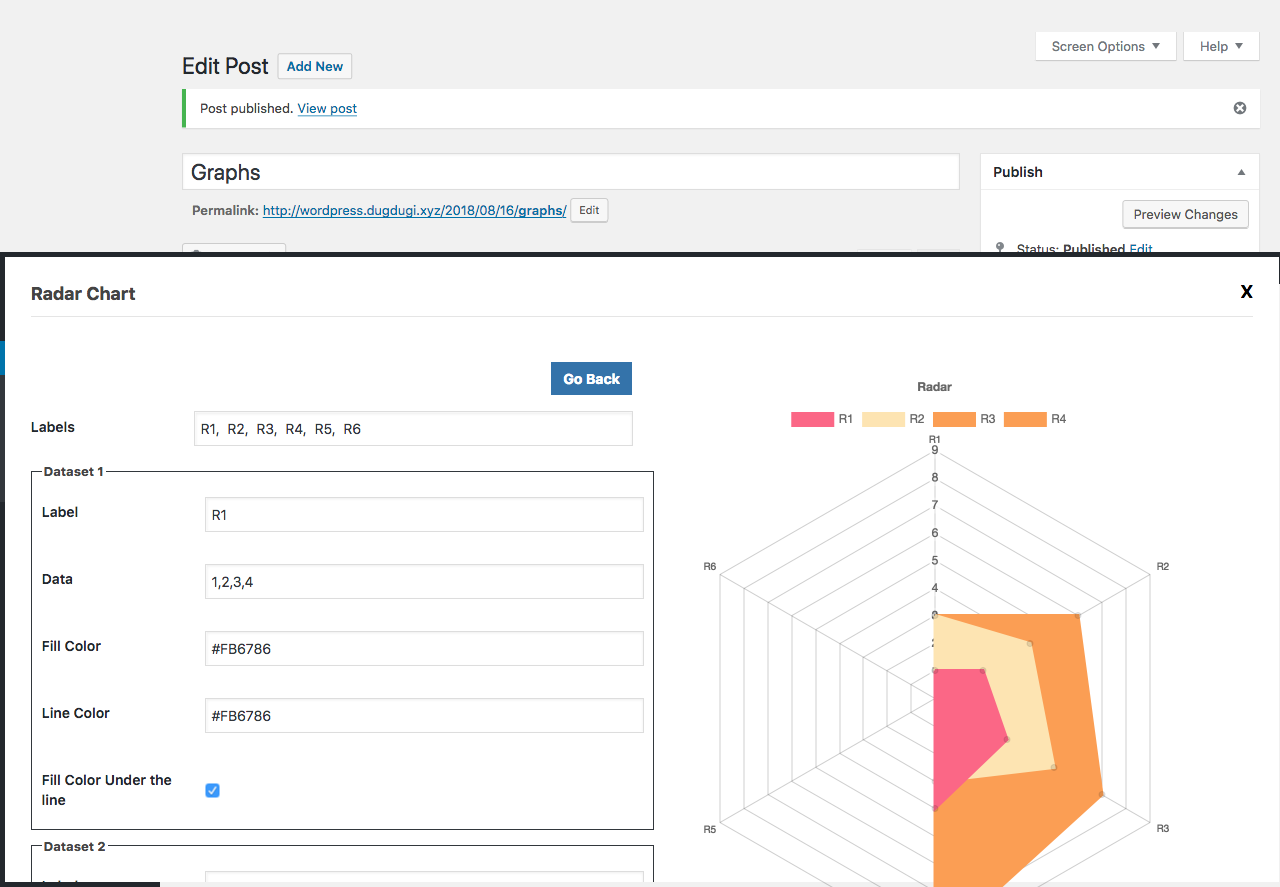 Screen Options Help
Edit Post Add New
Post published. View post
Graphs
Publish
Permalink: http://wordpress.dugdugi.xyz/2018/08/16/graphs/ Edit
Preview Changes
Status: Published Edit
Radar Chart
X
Go Back
Labels
R1, R2, R3, R4, R5, R6
Dataset 1
Label
R1
Data
1,2,3,4
Fill Color
#FB6786
Line Color
#FB6786
Fill Color Under the
line
Dataset 2
Radar
R1 R2 R3 R4
R1
9
8
7
6
5
4
R6
R2
R5
R3